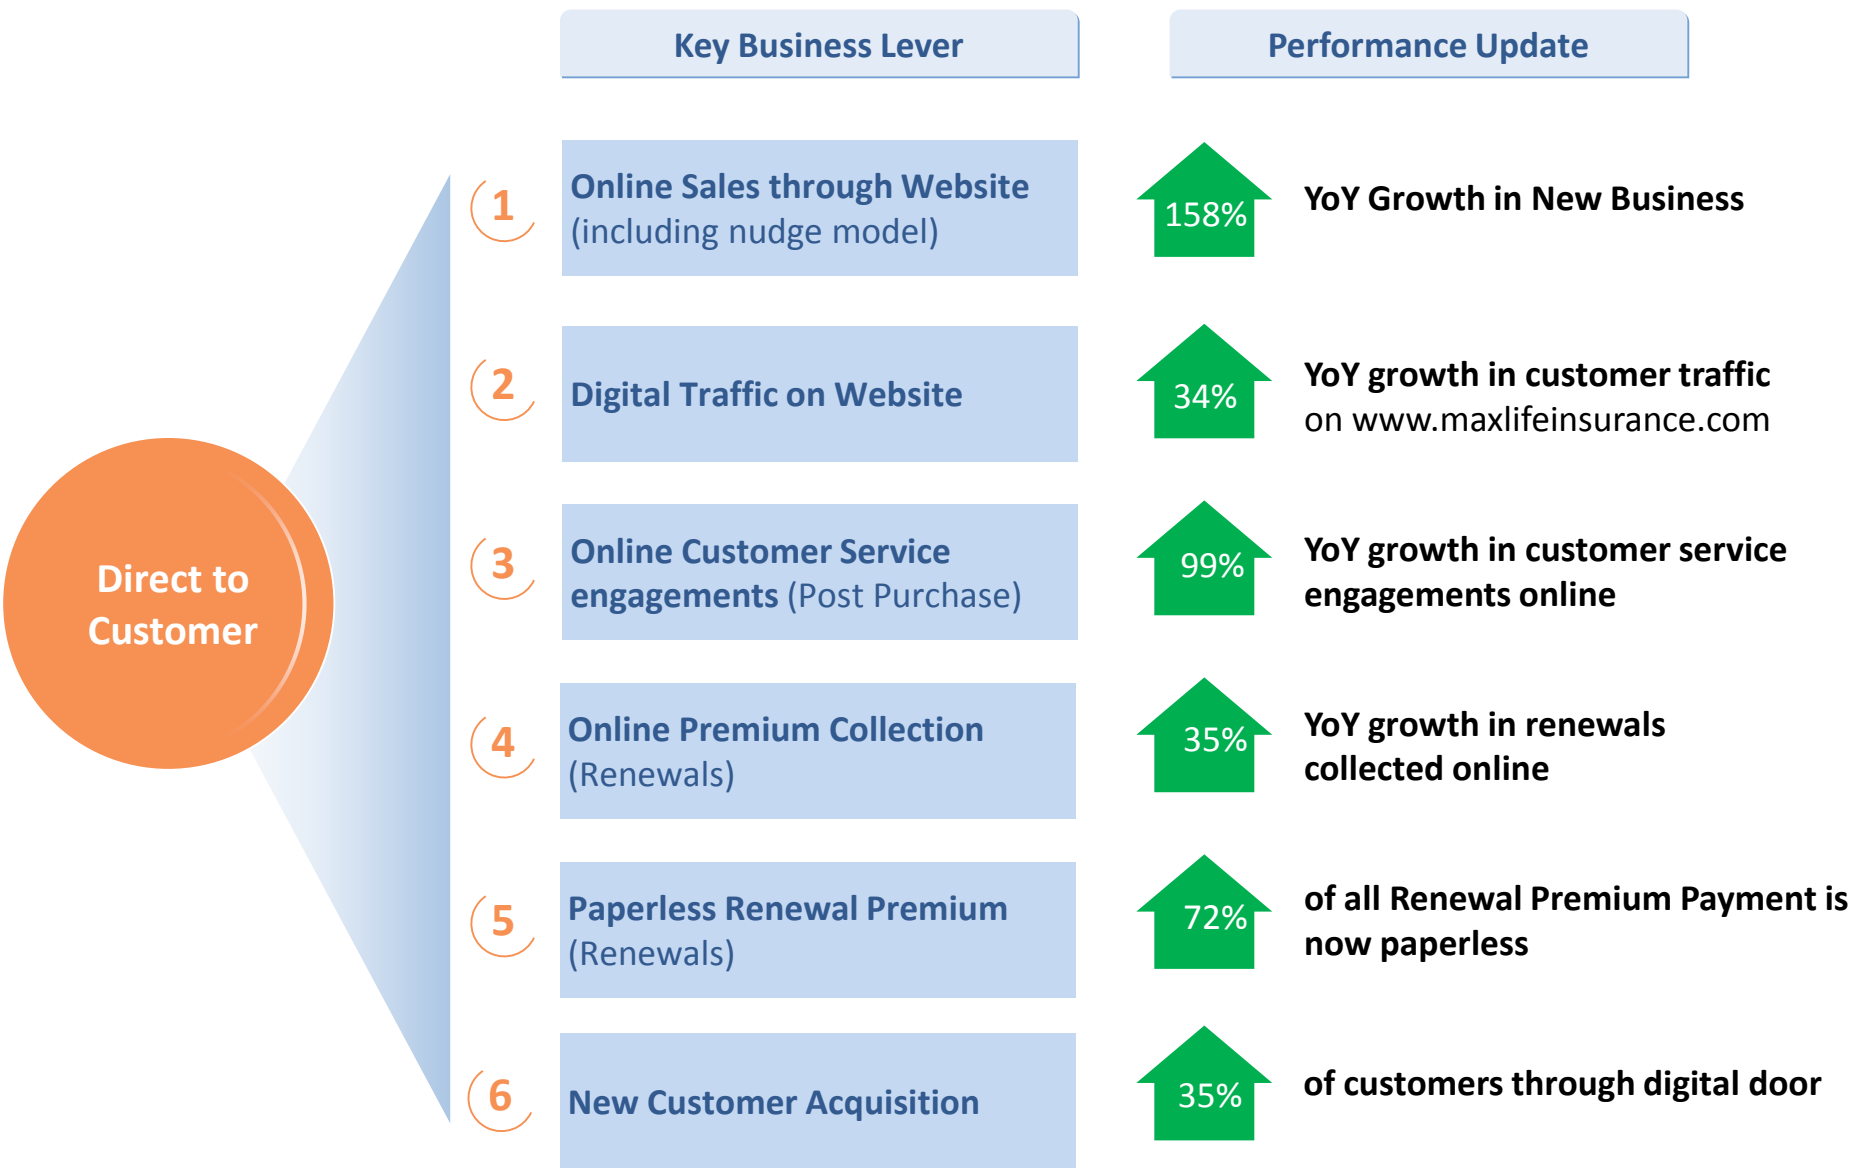 Key Business Lever
Performance Update
Direct to
Customer
1
Online Sales through Website
(including nudge model)
158%
YoY Growth in New Business
2
Digital Traffic on Website
34%
YoY growth in customer traffic
on www.maxlifeinsurance.com
3
Online Customer Service
engagements (Post Purchase)
99%
YoY growth in customer service
engagements online
4
Online Premium Collection
(Renewals)
35%
YoY growth in renewals
collected online
5
Paperless Renewal Premium
(Renewals)
72%
of all Renewal Premium Payment is
now paperless
6
New Customer Acquisition
35%
of customers through digital door